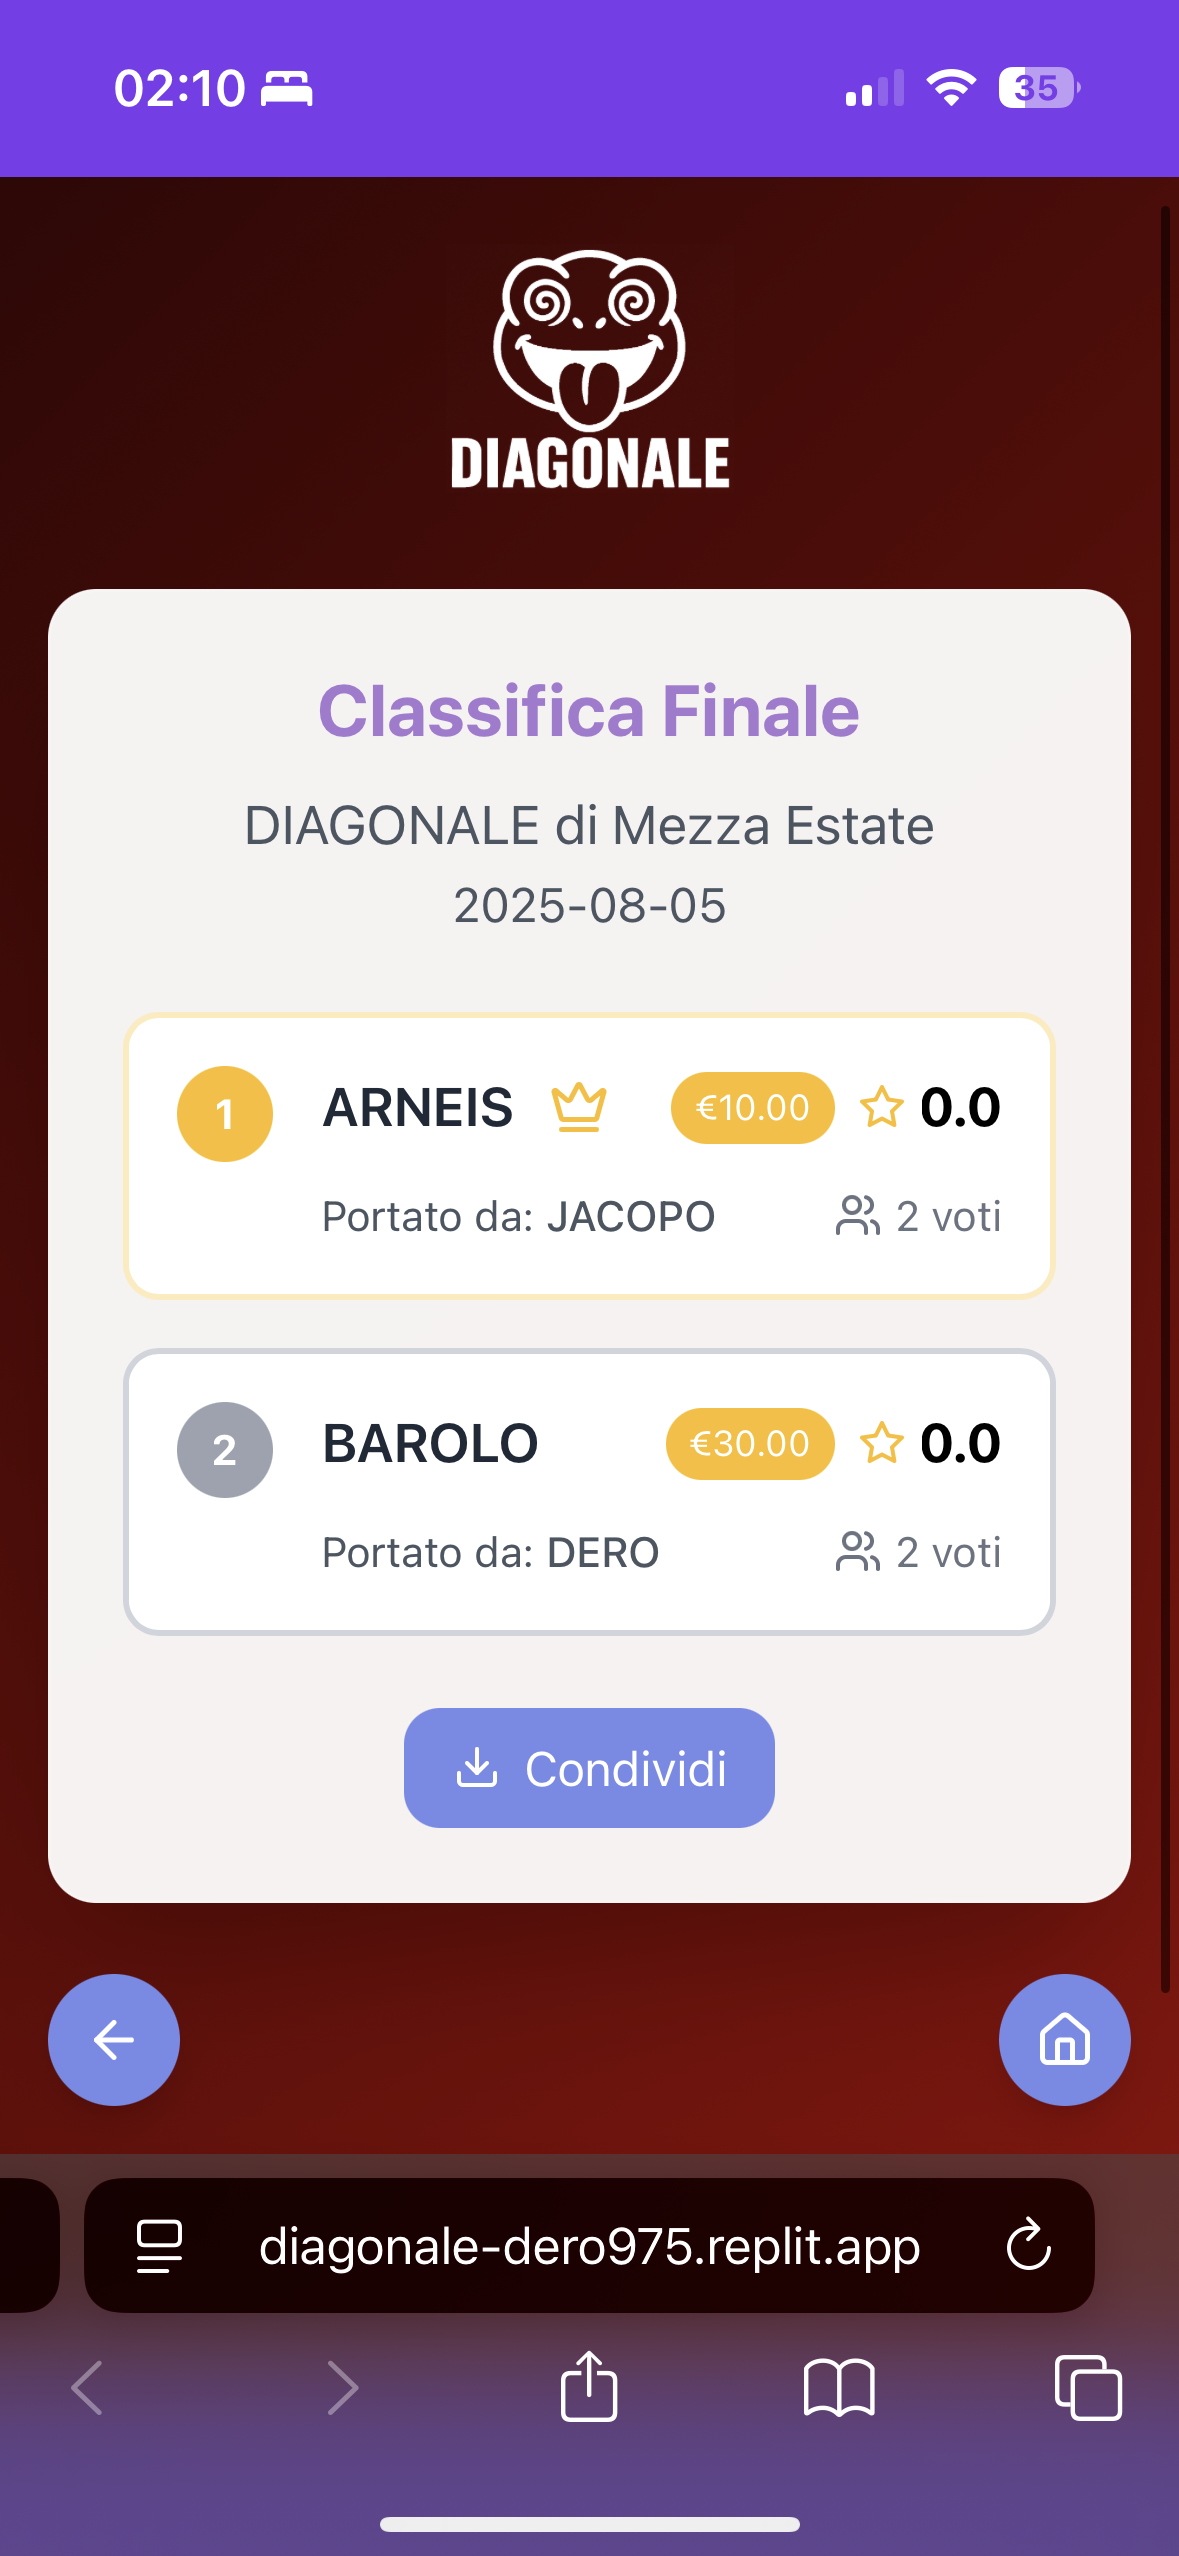 02:10
35
DIAGONALE
Classifica Finale
DIAGONALE di Mezza Estate
2025-08-05
1 ARNEIS €10.00 0.0
Portato da: JACOPO 2 voti
2 BAROLO €30.00 0.0
Portato da: DERO 2 voti
Condividi
diagonale-dero975.replit.app